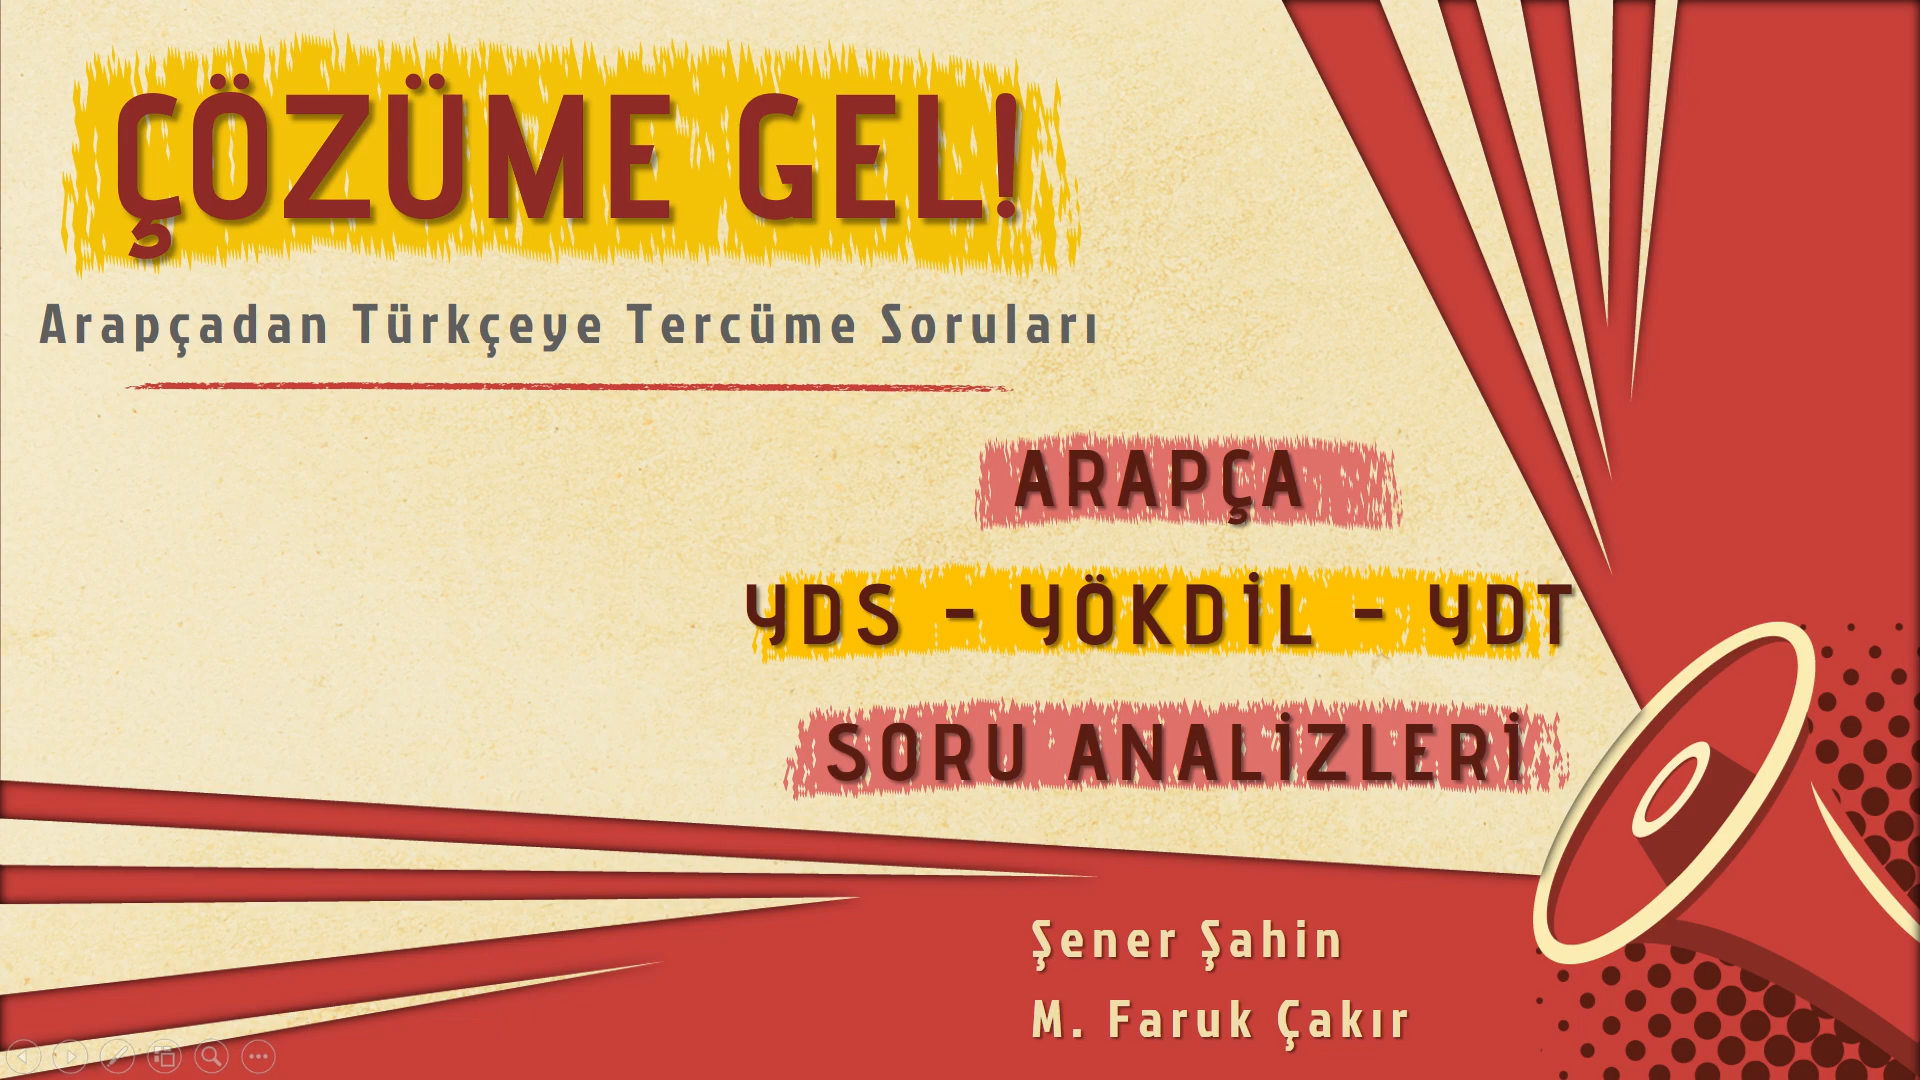 ÇÖZÜME GEL!
Arapçadan Türkçeye Tercüme Soruları
ARAPÇA
YDS - YÖKDİL - YDT
SORU ANALİZLERİ
Şener Şahin
M. Faruk Çakır